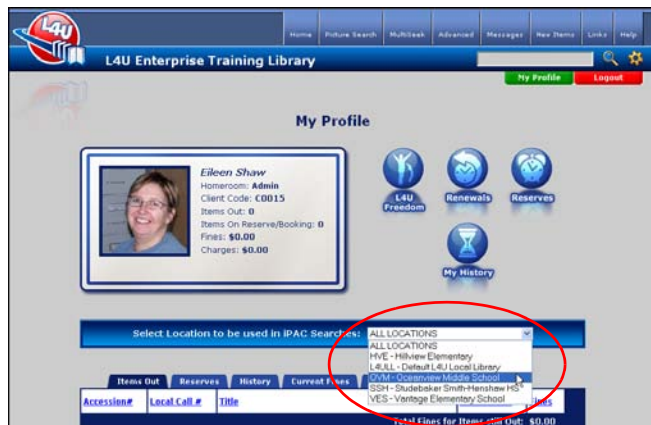 L4U
Home Picture Search MultiSeek Advanced Messages New Items Links Help
L4U Enterprise Training Library
My Profile Logout
My Profile
Eileen Shaw
Homeroom: Admin
Client Code: C0015
Items Out: 0
Items On Reserve/Booking: 0
Fines: $0.00
Charges: $0.00
L4U Freedom
Renewals
Reserves
My History
Select Location to be used in iPAC Searches: ALL LOCATIONS
ALL LOCATIONS
HVE - Hillview Elementary
L4ULL - Default L4U Local Library
OVM - Oceanview Middle School
SSH - Studebaker Smith-Henshaw HS
VES - Vantage Elementary School
Items Out Reserves History Current Fines
Accession# Local Call # Title Fines
Total Fines for Items still Out: $0.00